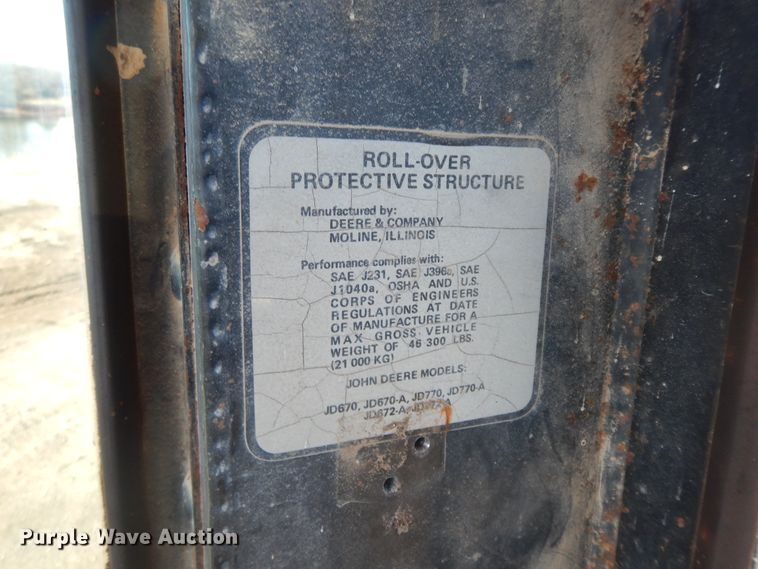 ROLL-OVER
PROTECTIVE STRUCTURE
Manufactured by:
DEERE & COMPANY
MOLINE, ILLINOIS
Performance complies with:
SAE J231, SAE J396a, SAE
J1040a, OSHA AND U.S.
CORPS OF ENGINEERS
REGULATIONS AT DATE
OF MANUFACTURE FOR A
MAX GROSS VEHICLE
WEIGHT OF 46 300 LBS.
(21 000 KG)
JOHN DEERE MODELS:
JD670, JD670-A, JD770, JD770-A
JD672-A,
Purple Wave Auction